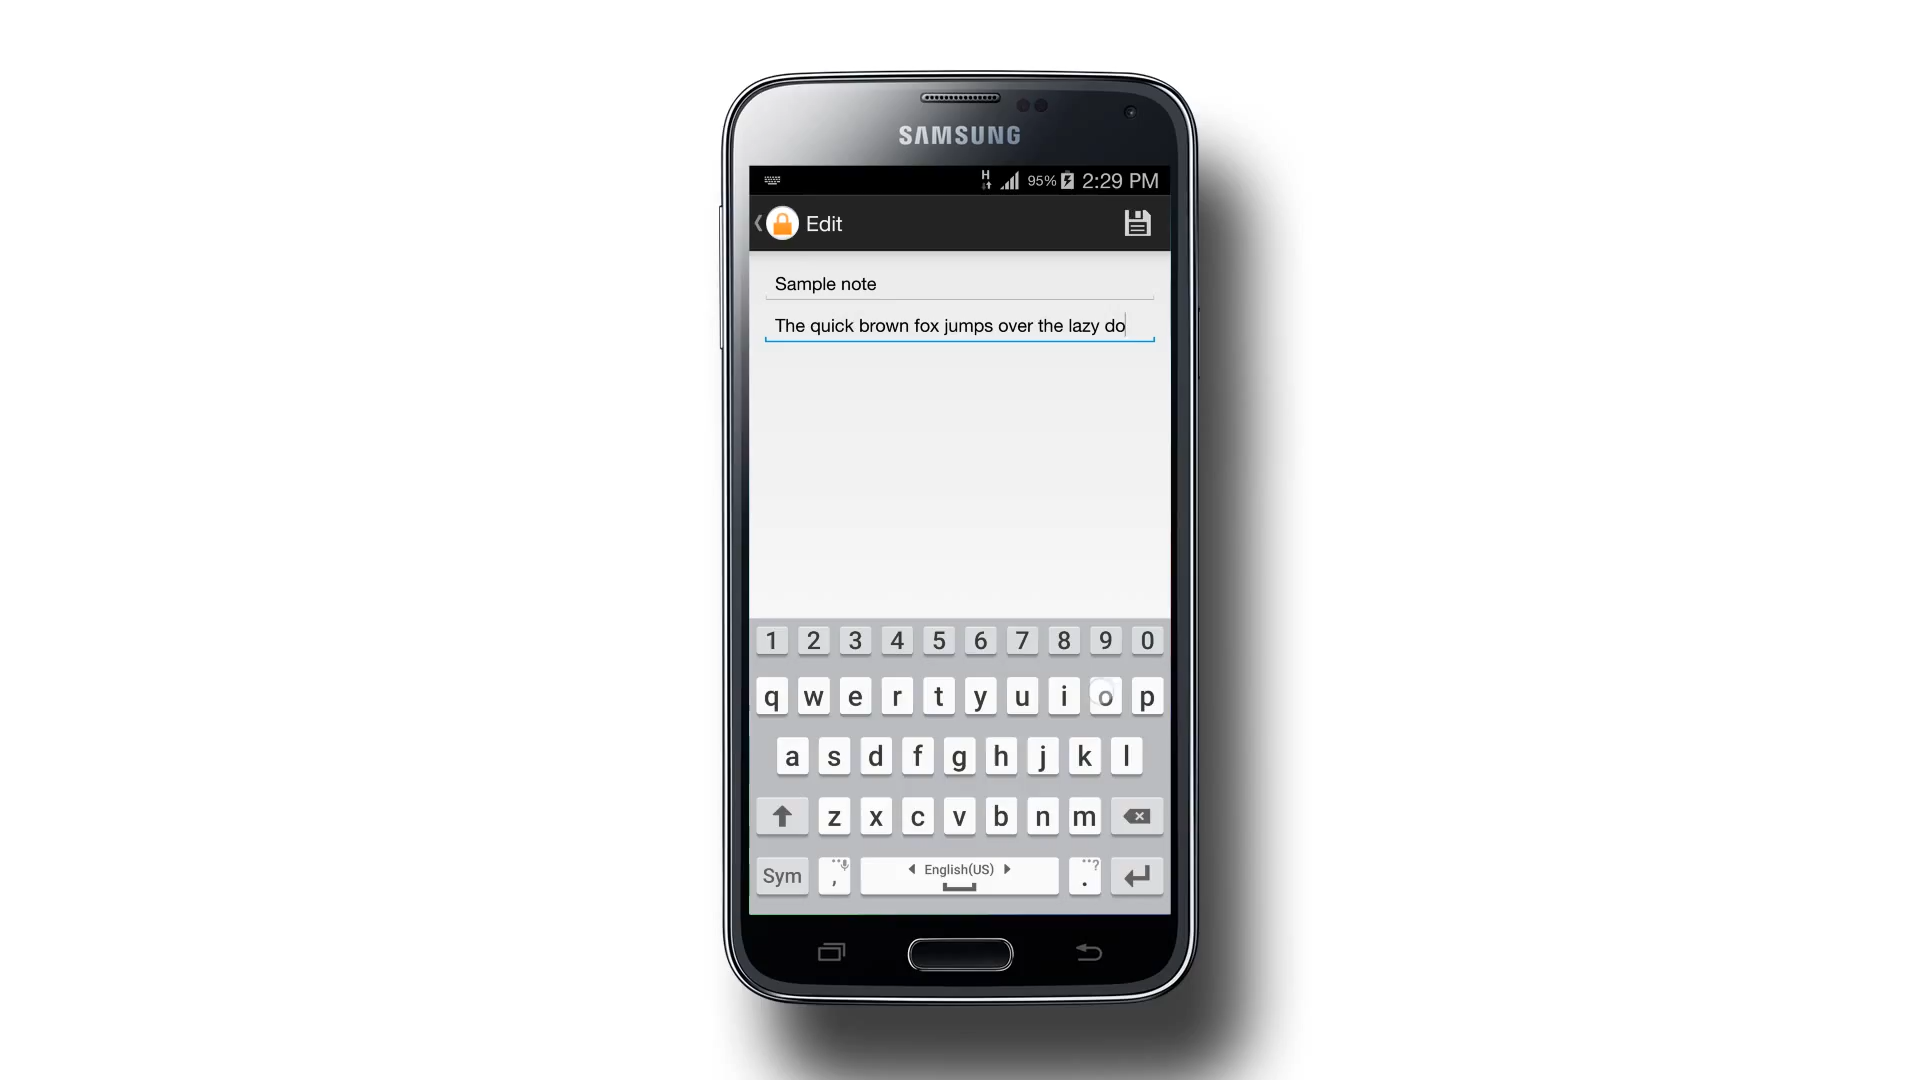 SAMSUNG
H 95% 2:29 PM
Edit
Sample note
The quick brown fox jumps over the lazy do
1 2 3 4 5 6 7 8 9 0
q w e r t y u i o p
a s d f g h j k l
z x c v b n m
Sym , English(US) . ?